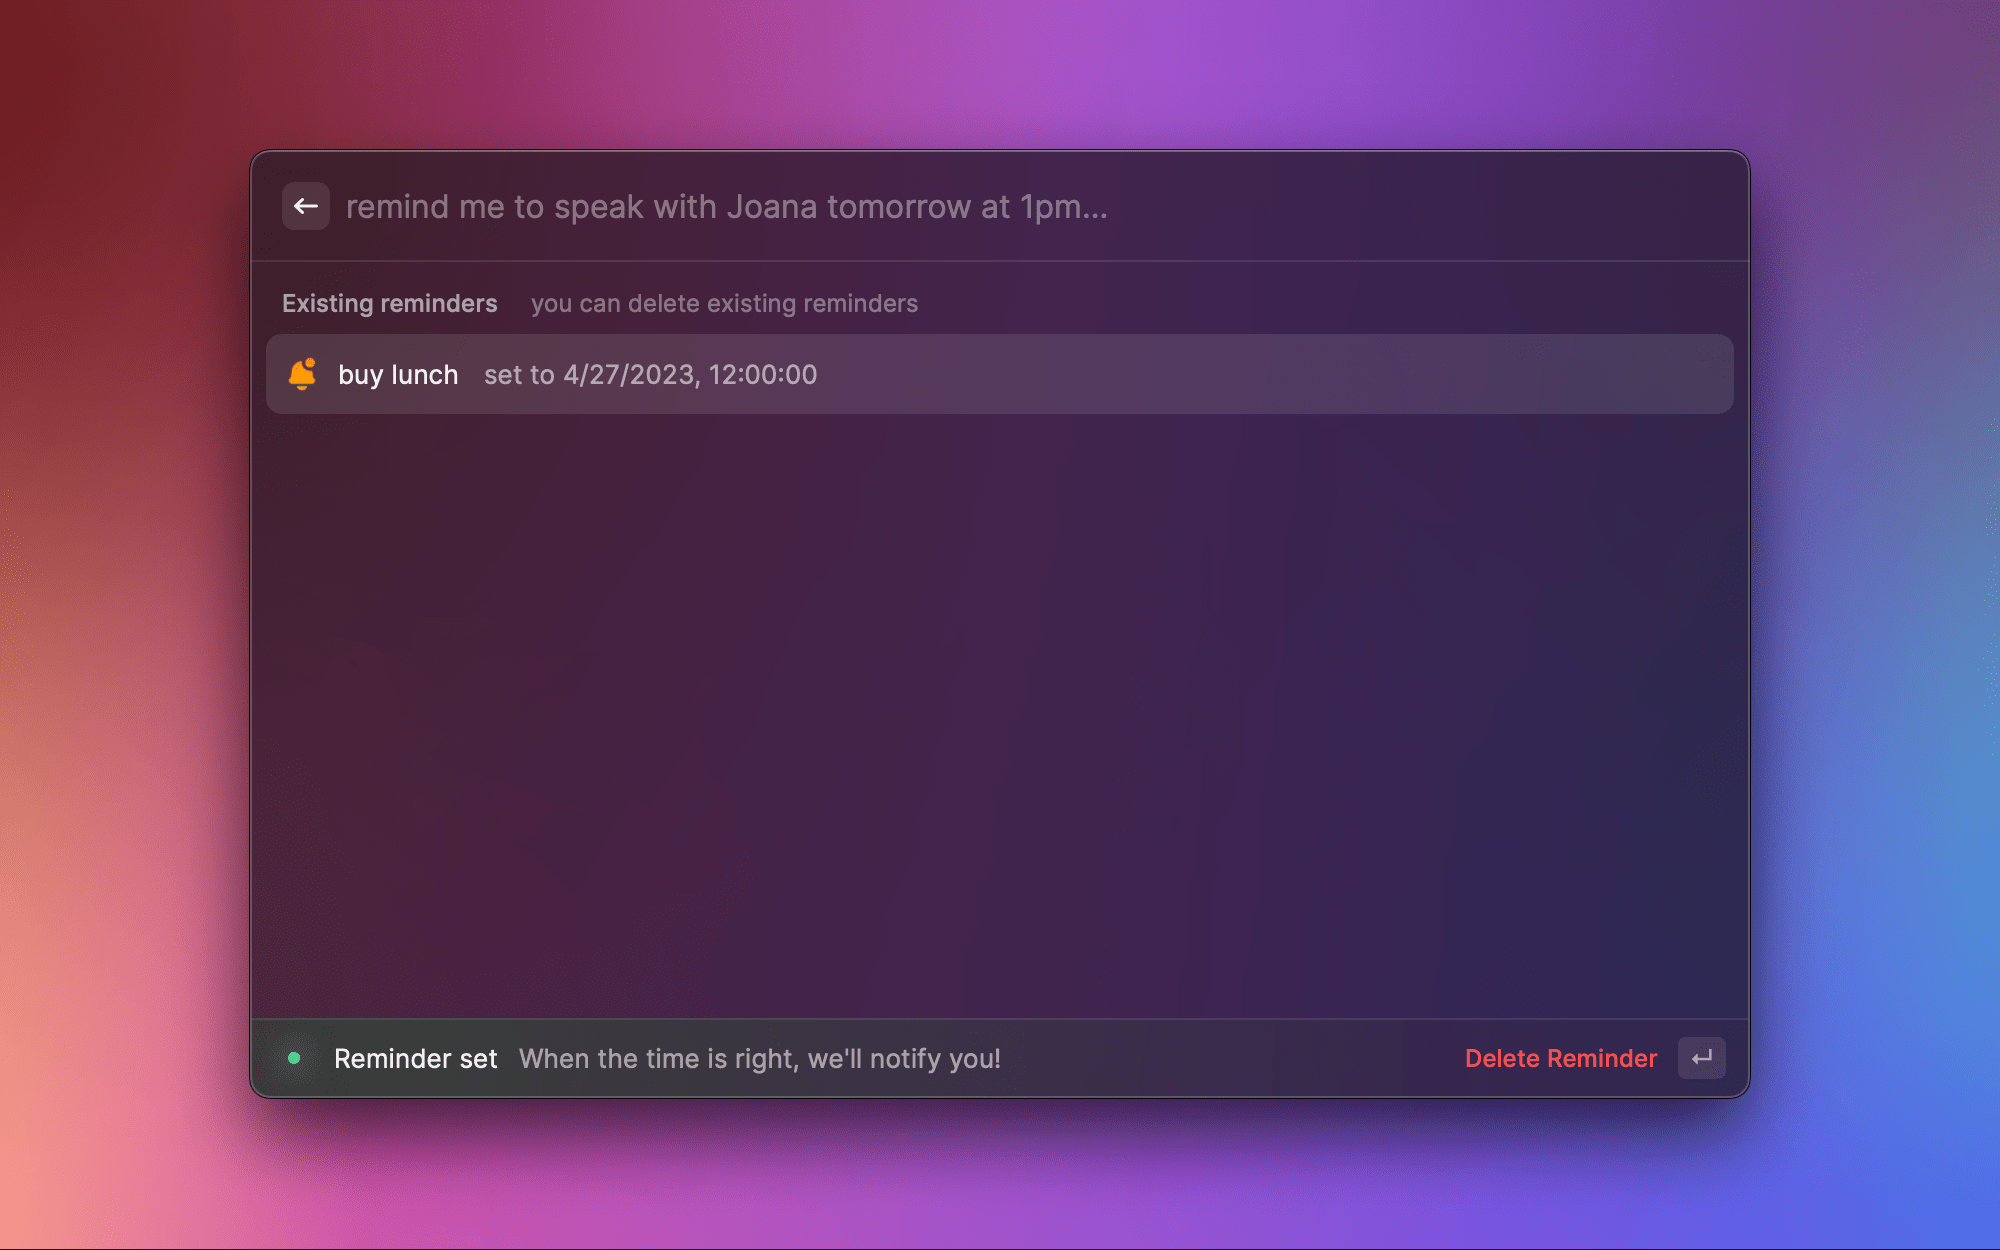 remind me to speak with Joana tomorrow at 1pm...
Existing reminders you can delete existing reminders
buy lunch set to 4/27/2023, 12:00:00
Reminder set When the time is right, we'll notify you! Delete Reminder